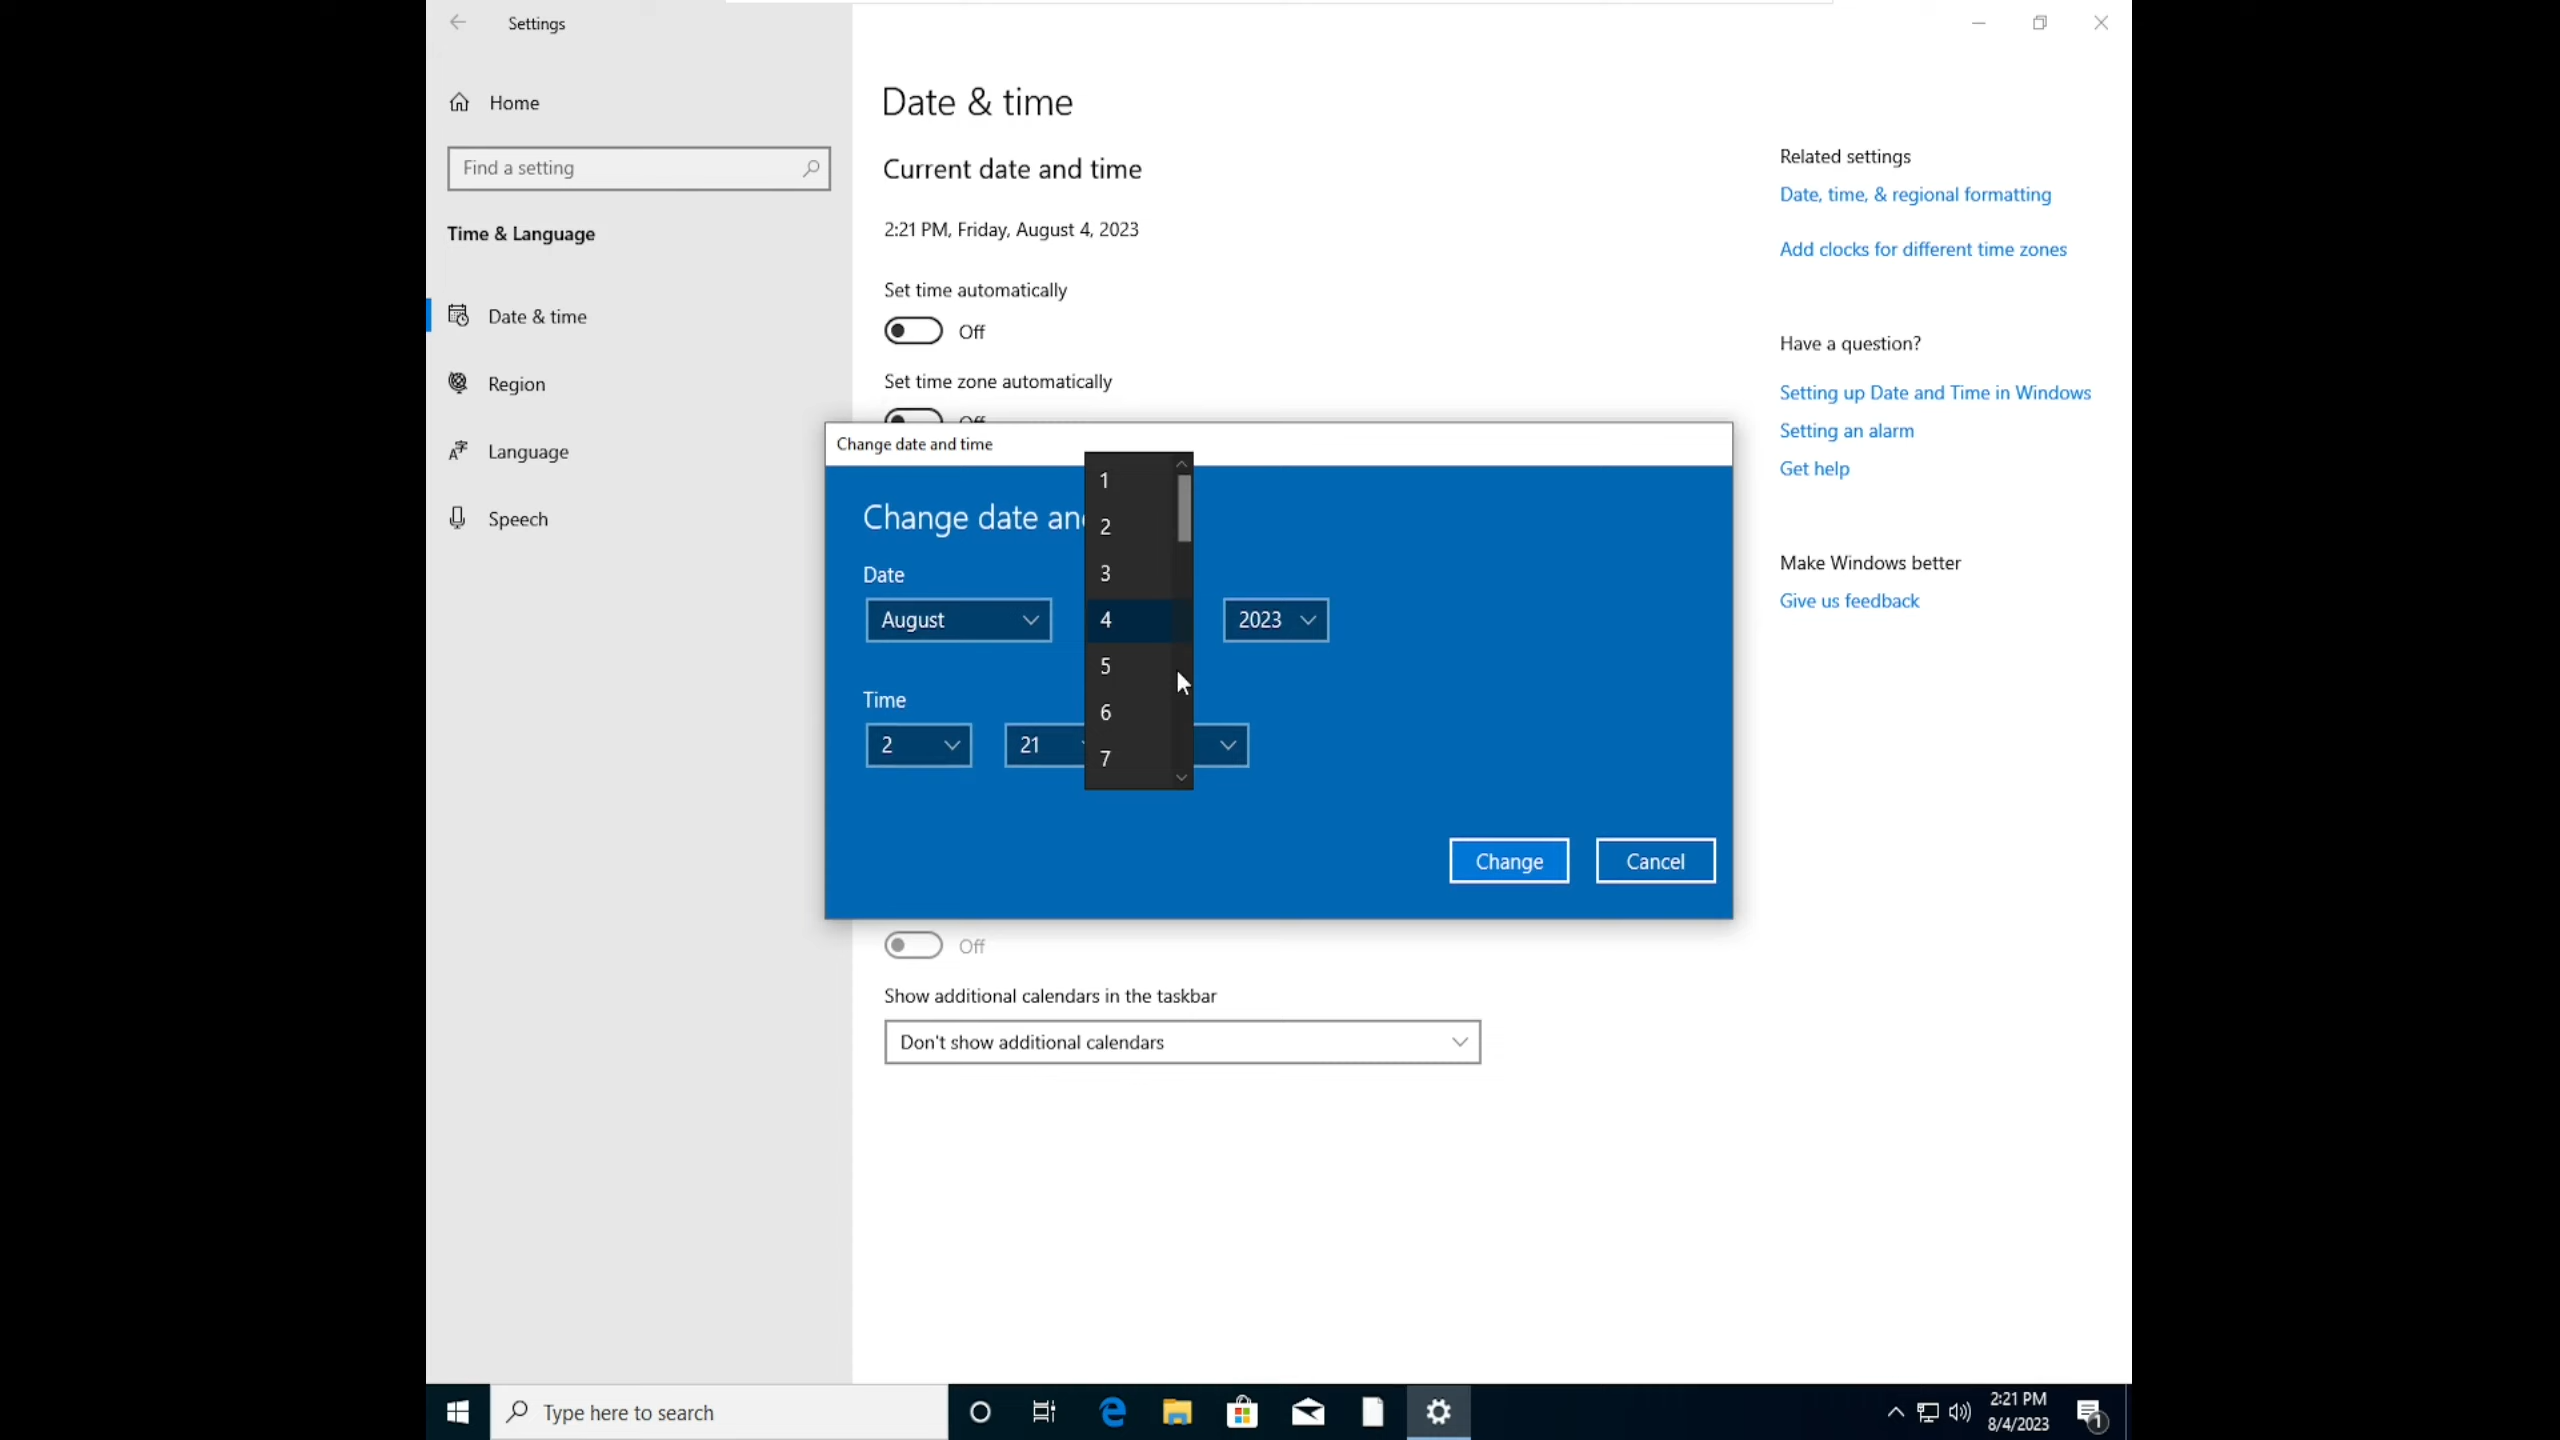 Settings
Home
Find a setting
Time & Language
Date & time
Region
Language
Speech
Date & time
Current date and time
2:21 PM, Friday, August 4, 2023
Set time automatically
Off
Set time zone automatically
Off
Change date and time
Change date and
Date
August
1
2
3
4
5
6
7
2023
Time
2
21
Change
Cancel
Off
Show additional calendars in the taskbar
Don't show additional calendars
Related settings
Date, time, & regional formatting
Add clocks for different time zones
Have a question?
Setting up Date and Time in Windows
Setting an alarm
Get help
Make Windows better
Give us feedback
Type here to search
2:21 PM
8/4/2023
1